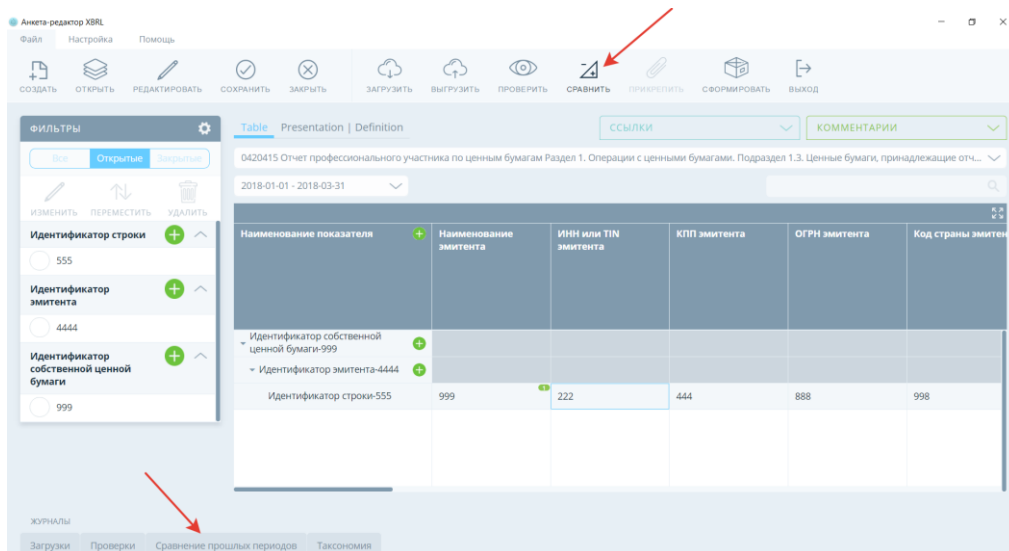 Анкета-редактор XBRL
Файл Настройка Помощь
СОЗДАТЬ ОТКРЫТЬ РЕДАКТИРОВАТЬ СОХРАНИТЬ ЗАКРЫТЬ ЗАГРУЗИТЬ ВЫГРУЗИТЬ ПРОВЕРИТЬ СРАВНИТЬ ПРИКРЕПИТЬ СФОРМИРОВАТЬ ВЫХОД
ФИЛЬТРЫ
Все Открытые Закрытые
ИЗМЕНИТЬ ПЕРЕМЕСТИТЬ УДАЛИТЬ
Идентификатор строки
555
Идентификатор
эмитента
4444
Идентификатор
собственной ценной
бумаги
999
Table Presentation | Definition
ССЫЛКИ
КОММЕНТАРИИ
0420415 Отчет профессионального участника по ценным бумагам Раздел 1. Операции с ценными бумагами. Подраздел 1.3. Ценные бумаги, принадлежащие отч...
2018-01-01 - 2018-03-31
Наименование показателя
Наименование
эмитента
ИНН или TIN
эмитента
КПП эмитента
ОГРН эмитента
Код страны эмитен
Идентификатор собственной
ценной бумаги-999
Идентификатор эмитента-4444
Идентификатор строки-555 999 222 444 888 998
ЖУРНАЛЫ
Загрузки Проверки Сравнение прошлых периодов Таксономия